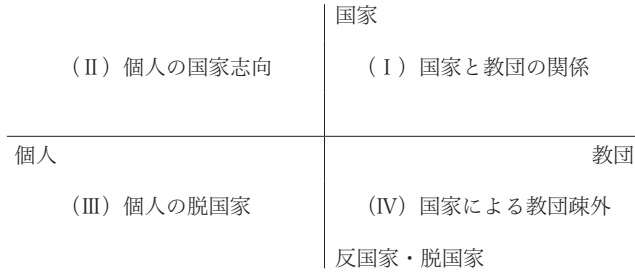 国家
（Ⅱ）個人の国家志向
（Ⅰ）国家と教団の関係
個人
教団
（Ⅲ）個人の脱国家
（Ⅳ）国家による教団疎外
反国家・脱国家